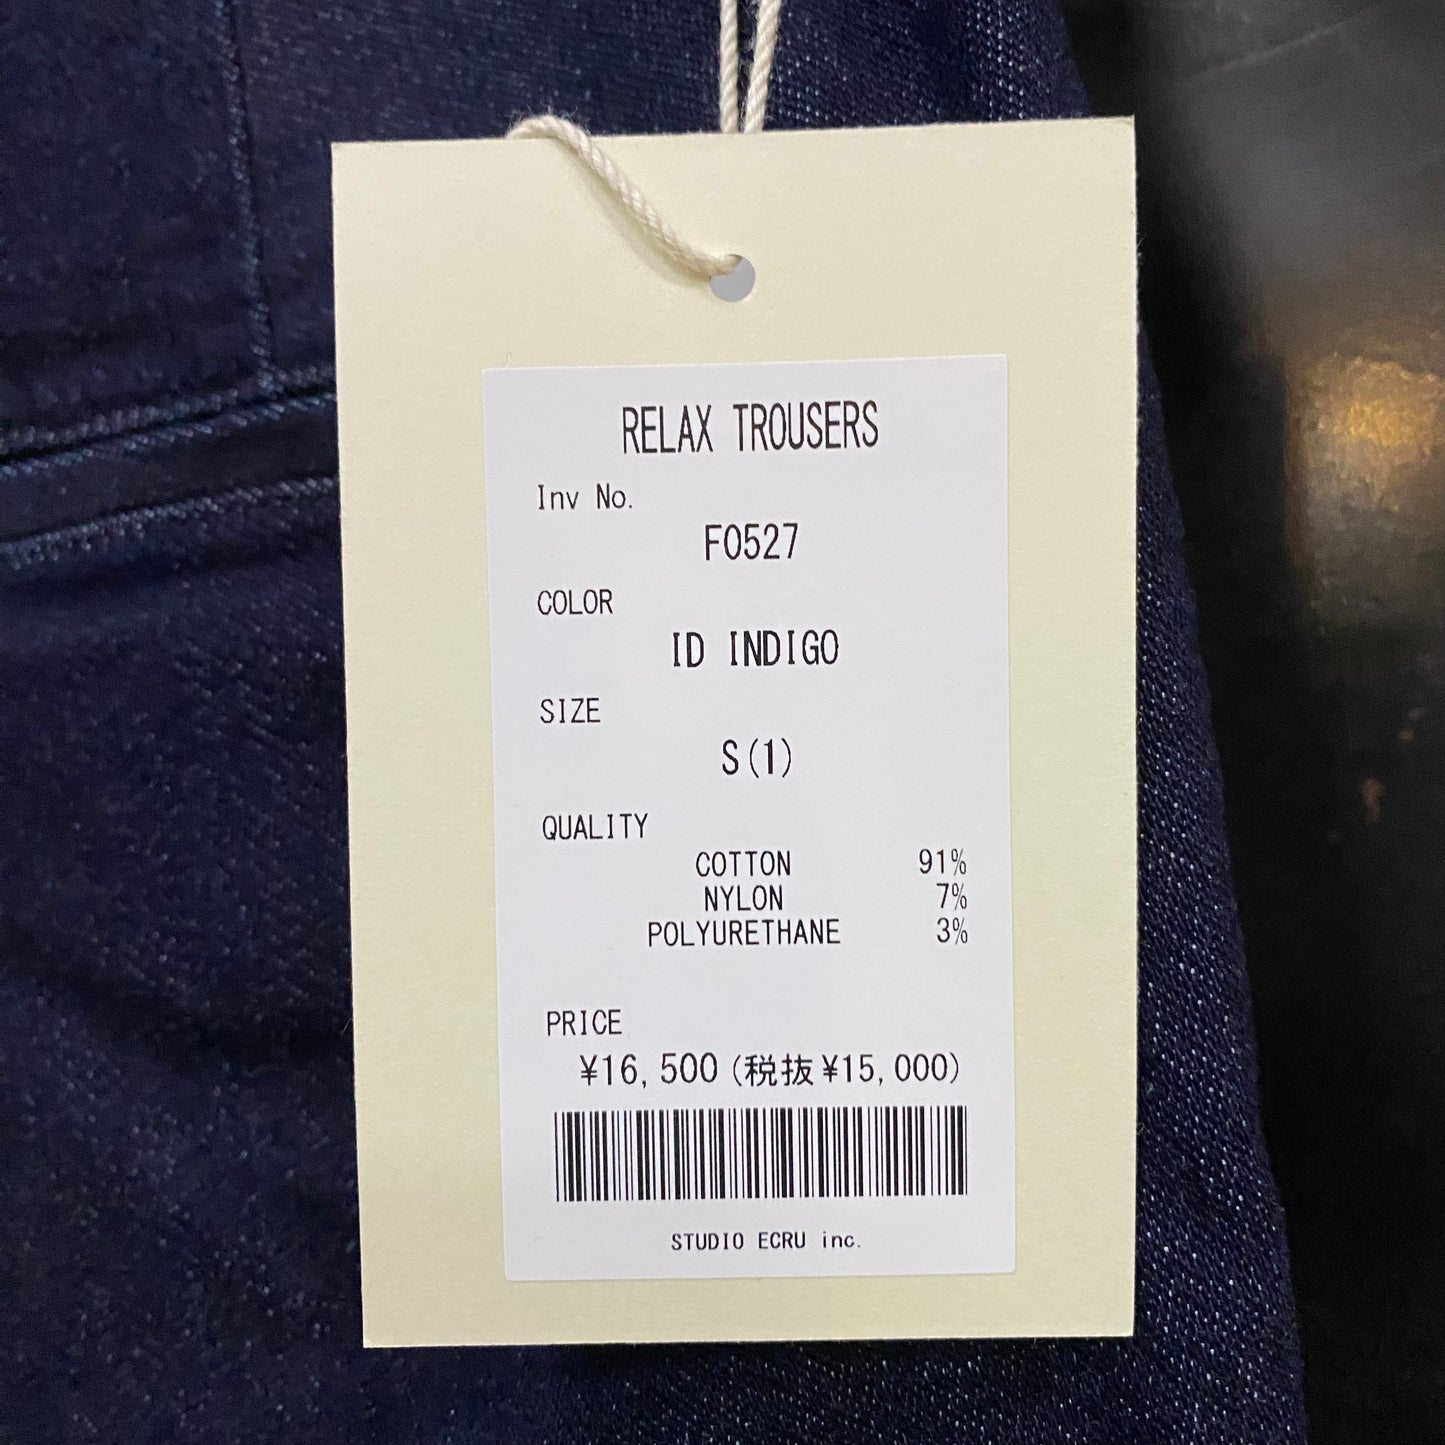 RELAX TROUSERS
Inv No.
F0527
COLOR
ID INDIGO
SIZE
S(1)
QUALITY
COTTON 91%
NYLON 7%
POLYURETHANE 3%
PRICE
¥16,500(税抜¥15,000)
STUDIO ECRU inc.